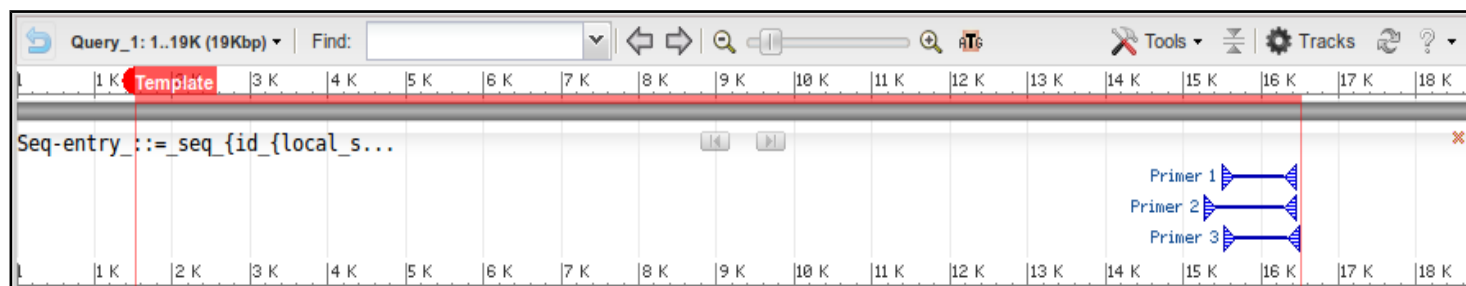 Query_1: 1..19K (19Kbp) Find: ATG Tools Tracks ?
1 1 K Template 2 K 3 K 4 K 5 K 6 K 7 K 8 K 9 K 10 K 11 K 12 K 13 K 14 K 15 K 16 K 17 K 18 K
Seq-entry_::=_seq_{id_{local_s...
Primer 1
Primer 2
Primer 3
1 1 K 2 K 3 K 4 K 5 K 6 K 7 K 8 K 9 K 10 K 11 K 12 K 13 K 14 K 15 K 16 K 17 K 18 K